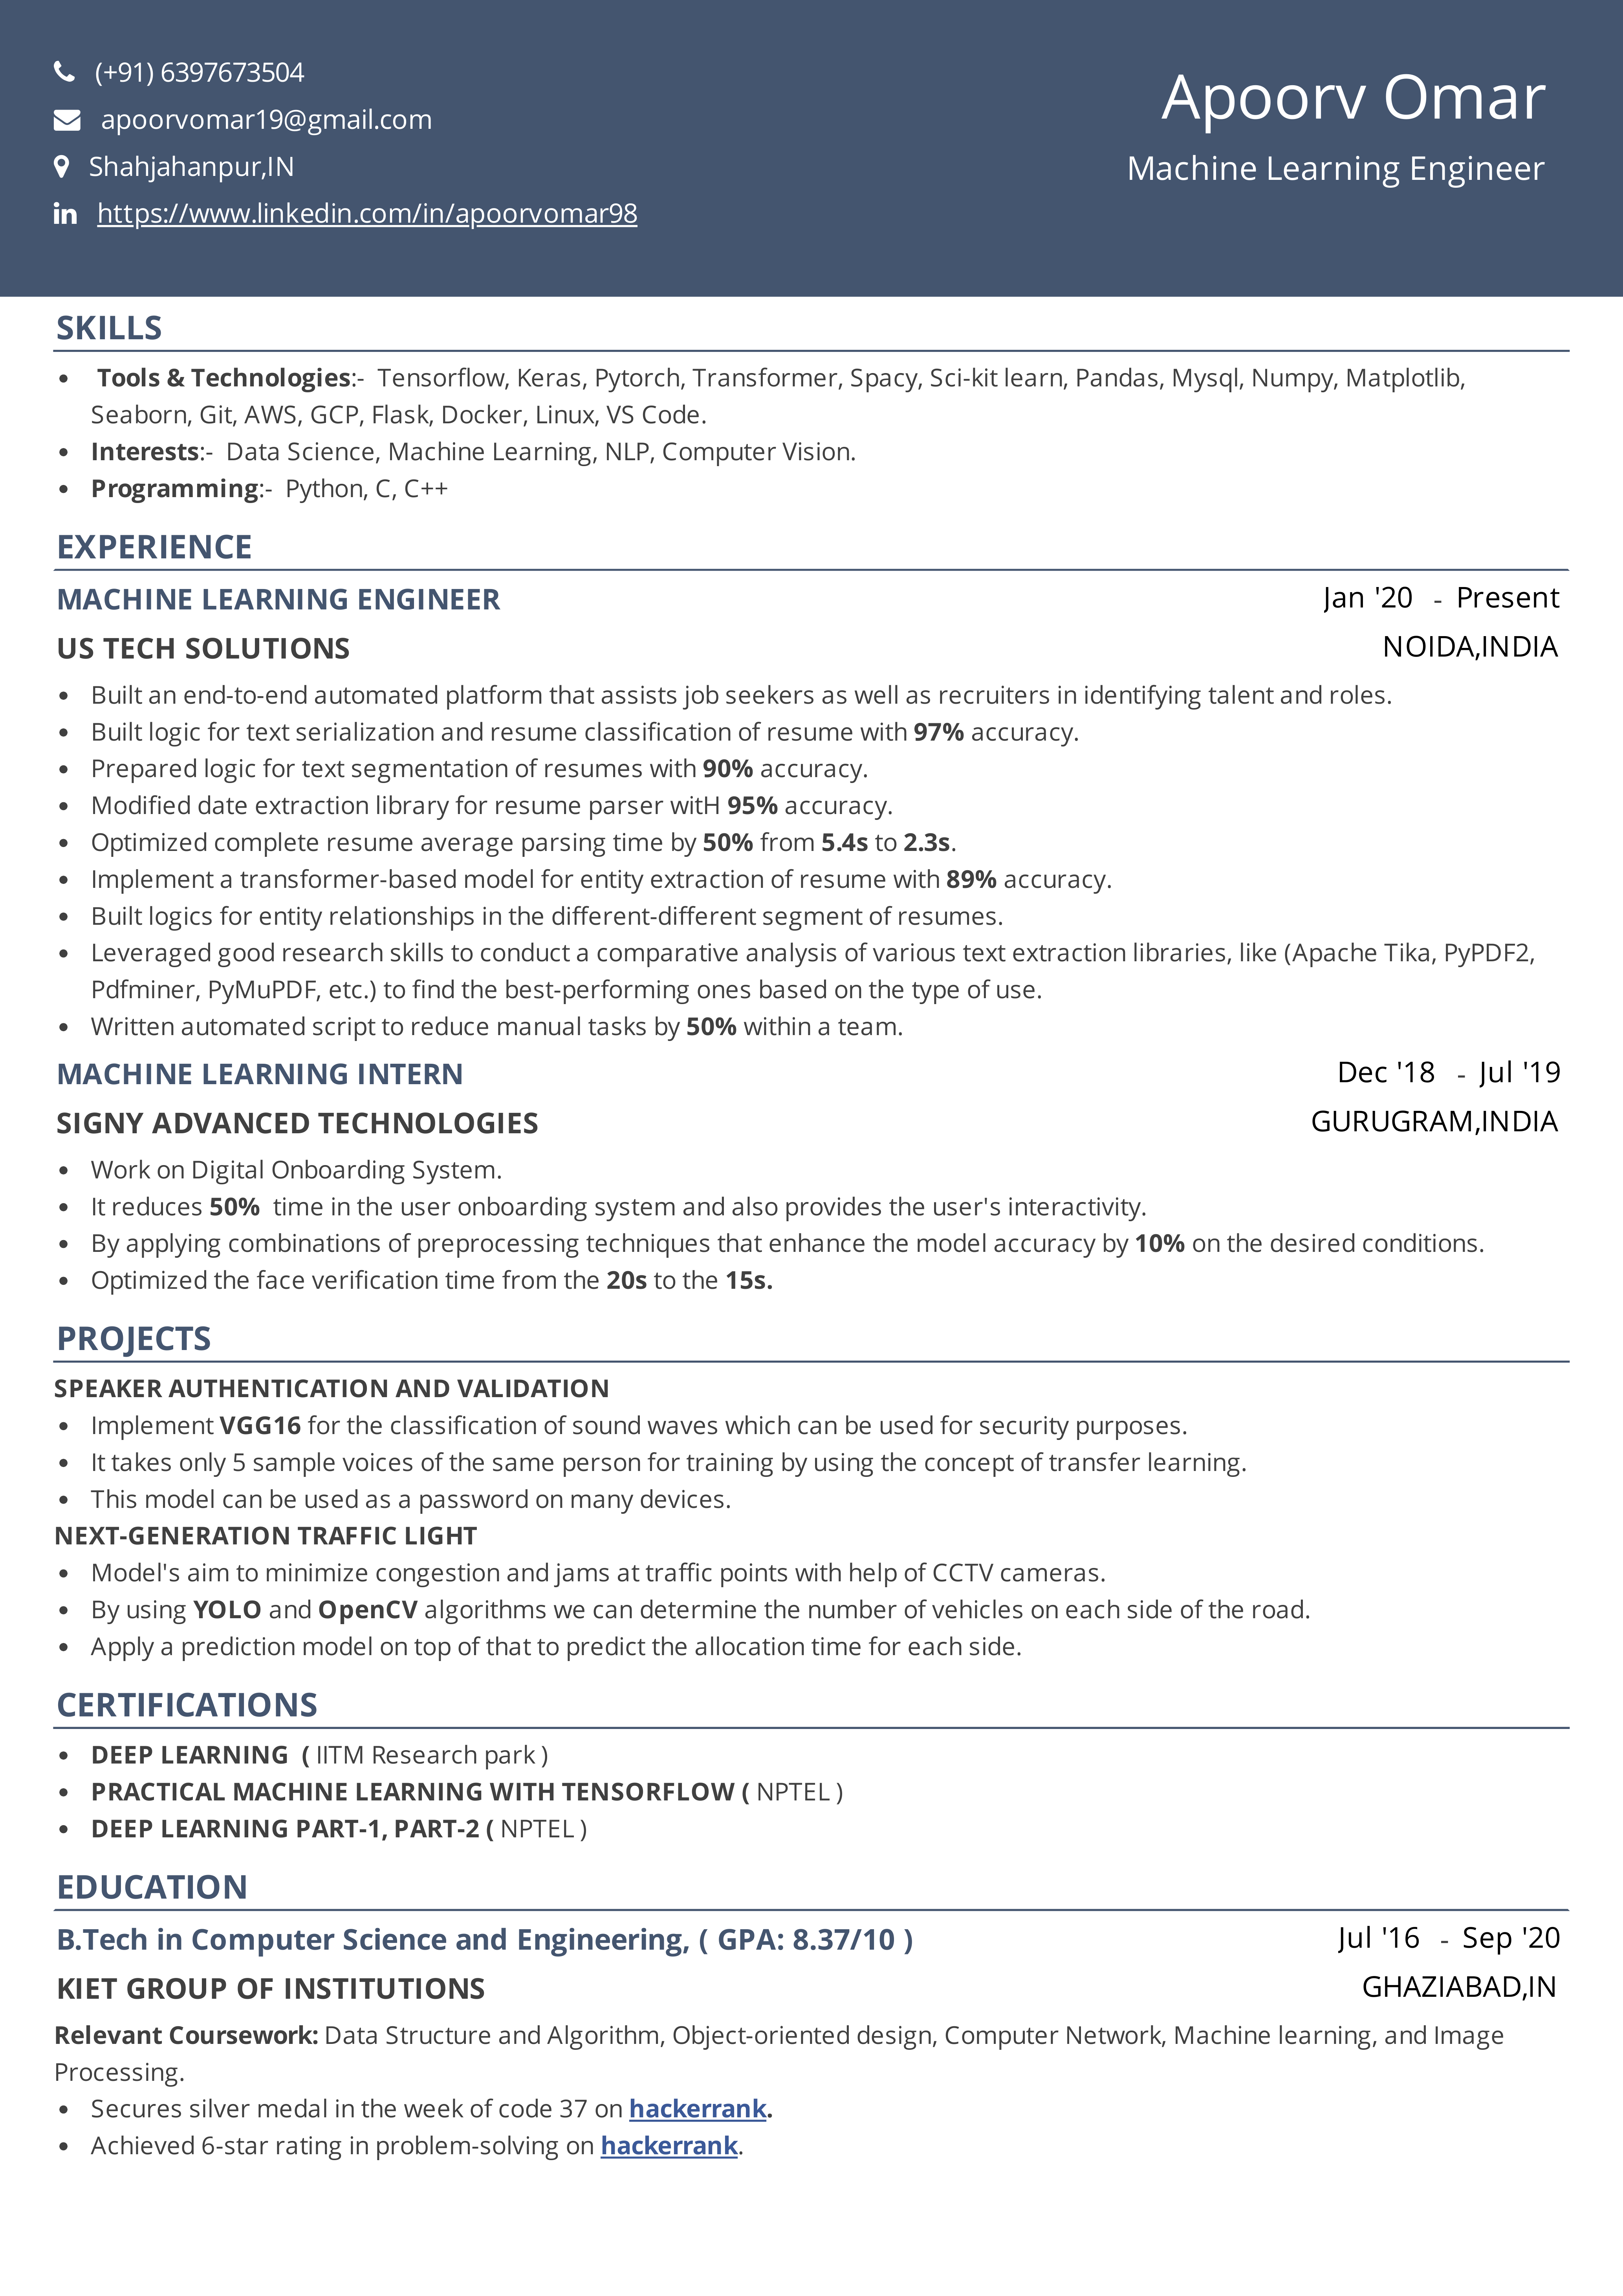 (+91) 6397673504
apoorvomar19@gmail.com
Shahjahanpur,IN
https://www.linkedin.com/in/apoorvomar98
Apoorv Omar
Machine Learning Engineer
SKILLS
• Tools & Technologies:- Tensorflow, Keras, Pytorch, Transformer, Spacy, Sci-kit learn, Pandas, Mysql, Numpy, Matplotlib,
Seaborn, Git, AWS, GCP, Flask, Docker, Linux, VS Code.
• Interests:- Data Science, Machine Learning, NLP, Computer Vision.
• Programming:- Python, C, C++
EXPERIENCE
MACHINE LEARNING ENGINEER Jan '20 - Present
US TECH SOLUTIONS NOIDA,INDIA
• Built an end-to-end automated platform that assists job seekers as well as recruiters in identifying talent and roles.
• Built logic for text serialization and resume classification of resume with 97% accuracy.
• Prepared logic for text segmentation of resumes with 90% accuracy.
• Modified date extraction library for resume parser witH 95% accuracy.
• Optimized complete resume average parsing time by 50% from 5.4s to 2.3s.
• Implement a transformer-based model for entity extraction of resume with 89% accuracy.
• Built logics for entity relationships in the different-different segment of resumes.
• Leveraged good research skills to conduct a comparative analysis of various text extraction libraries, like (Apache Tika, PyPDF2,
Pdfminer, PyMuPDF, etc.) to find the best-performing ones based on the type of use.
• Written automated script to reduce manual tasks by 50% within a team.
MACHINE LEARNING INTERN Dec '18 - Jul '19
SIGNY ADVANCED TECHNOLOGIES GURUGRAM,INDIA
• Work on Digital Onboarding System.
• It reduces 50% time in the user onboarding system and also provides the user's interactivity.
• By applying combinations of preprocessing techniques that enhance the model accuracy by 10% on the desired conditions.
• Optimized the face verification time from the 20s to the 15s.
PROJECTS
SPEAKER AUTHENTICATION AND VALIDATION
• Implement VGG16 for the classification of sound waves which can be used for security purposes.
• It takes only 5 sample voices of the same person for training by using the concept of transfer learning.
• This model can be used as a password on many devices.
NEXT-GENERATION TRAFFIC LIGHT
• Model's aim to minimize congestion and jams at traffic points with help of CCTV cameras.
• By using YOLO and OpenCV algorithms we can determine the number of vehicles on each side of the road.
• Apply a prediction model on top of that to predict the allocation time for each side.
CERTIFICATIONS
• DEEP LEARNING ( IITM Research park )
• PRACTICAL MACHINE LEARNING WITH TENSORFLOW ( NPTEL )
• DEEP LEARNING PART-1, PART-2 ( NPTEL )
EDUCATION
B.Tech in Computer Science and Engineering, ( GPA: 8.37/10 ) Jul '16 - Sep '20
KIET GROUP OF INSTITUTIONS GHAZIABAD,IN
Relevant Coursework: Data Structure and Algorithm, Object-oriented design, Computer Network, Machine learning, and Image
Processing.
• Secures silver medal in the week of code 37 on hackerrank.
• Achieved 6-star rating in problem-solving on hackerrank.